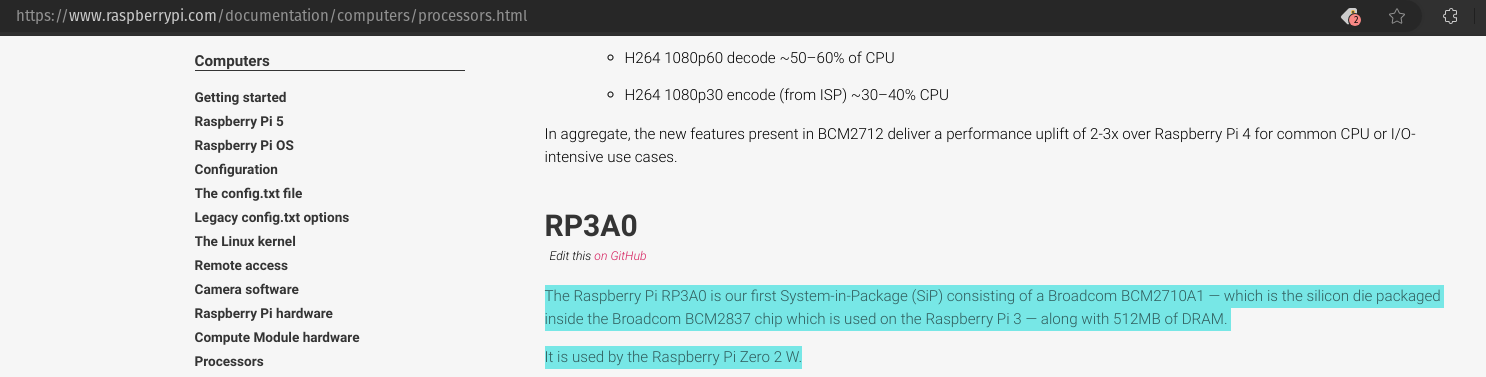 https://www.raspberrypi.com/documentation/computers/processors.html
2
Computers
Getting started
Raspberry Pi 5
Raspberry Pi OS
Configuration
The config.txt file
Legacy config.txt options
The Linux kernel
Remote access
Camera software
Raspberry Pi hardware
Compute Module hardware
Processors
H264 1080p60 decode ~50–60% of CPU
H264 1080p30 encode (from ISP) ~30–40% CPU
In aggregate, the new features present in BCM2712 deliver a performance uplift of 2-3x over Raspberry Pi 4 for common CPU or I/O-
intensive use cases.
RP3A0
Edit this on GitHub
The Raspberry Pi RP3A0 is our first System-in-Package (SiP) consisting of a Broadcom BCM2710A1 — which is the silicon die packaged
inside the Broadcom BCM2837 chip which is used on the Raspberry Pi 3 — along with 512MB of DRAM.
It is used by the Raspberry Pi Zero 2 W.